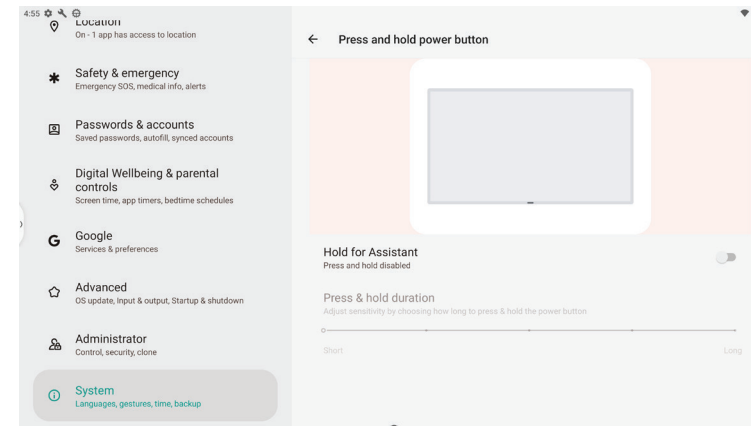 4:55
Location
On - 1 app has access to location
Safety & emergency
Emergency SOS, medical info, alerts
Passwords & accounts
Saved passwords, autofill, synced accounts
Digital Wellbeing & parental
controls
Screen time, app timers, bedtime schedules
Google
Services & preferences
Advanced
OS update, Input & output, Startup & shutdown
Administrator
Control, security, clone
System
Languages, gestures, time, backup
Press and hold power button
Hold for Assistant
Press and hold disabled
Press & hold duration
Adjust sensitivity by choosing how long to press & hold the power button
Short
Long